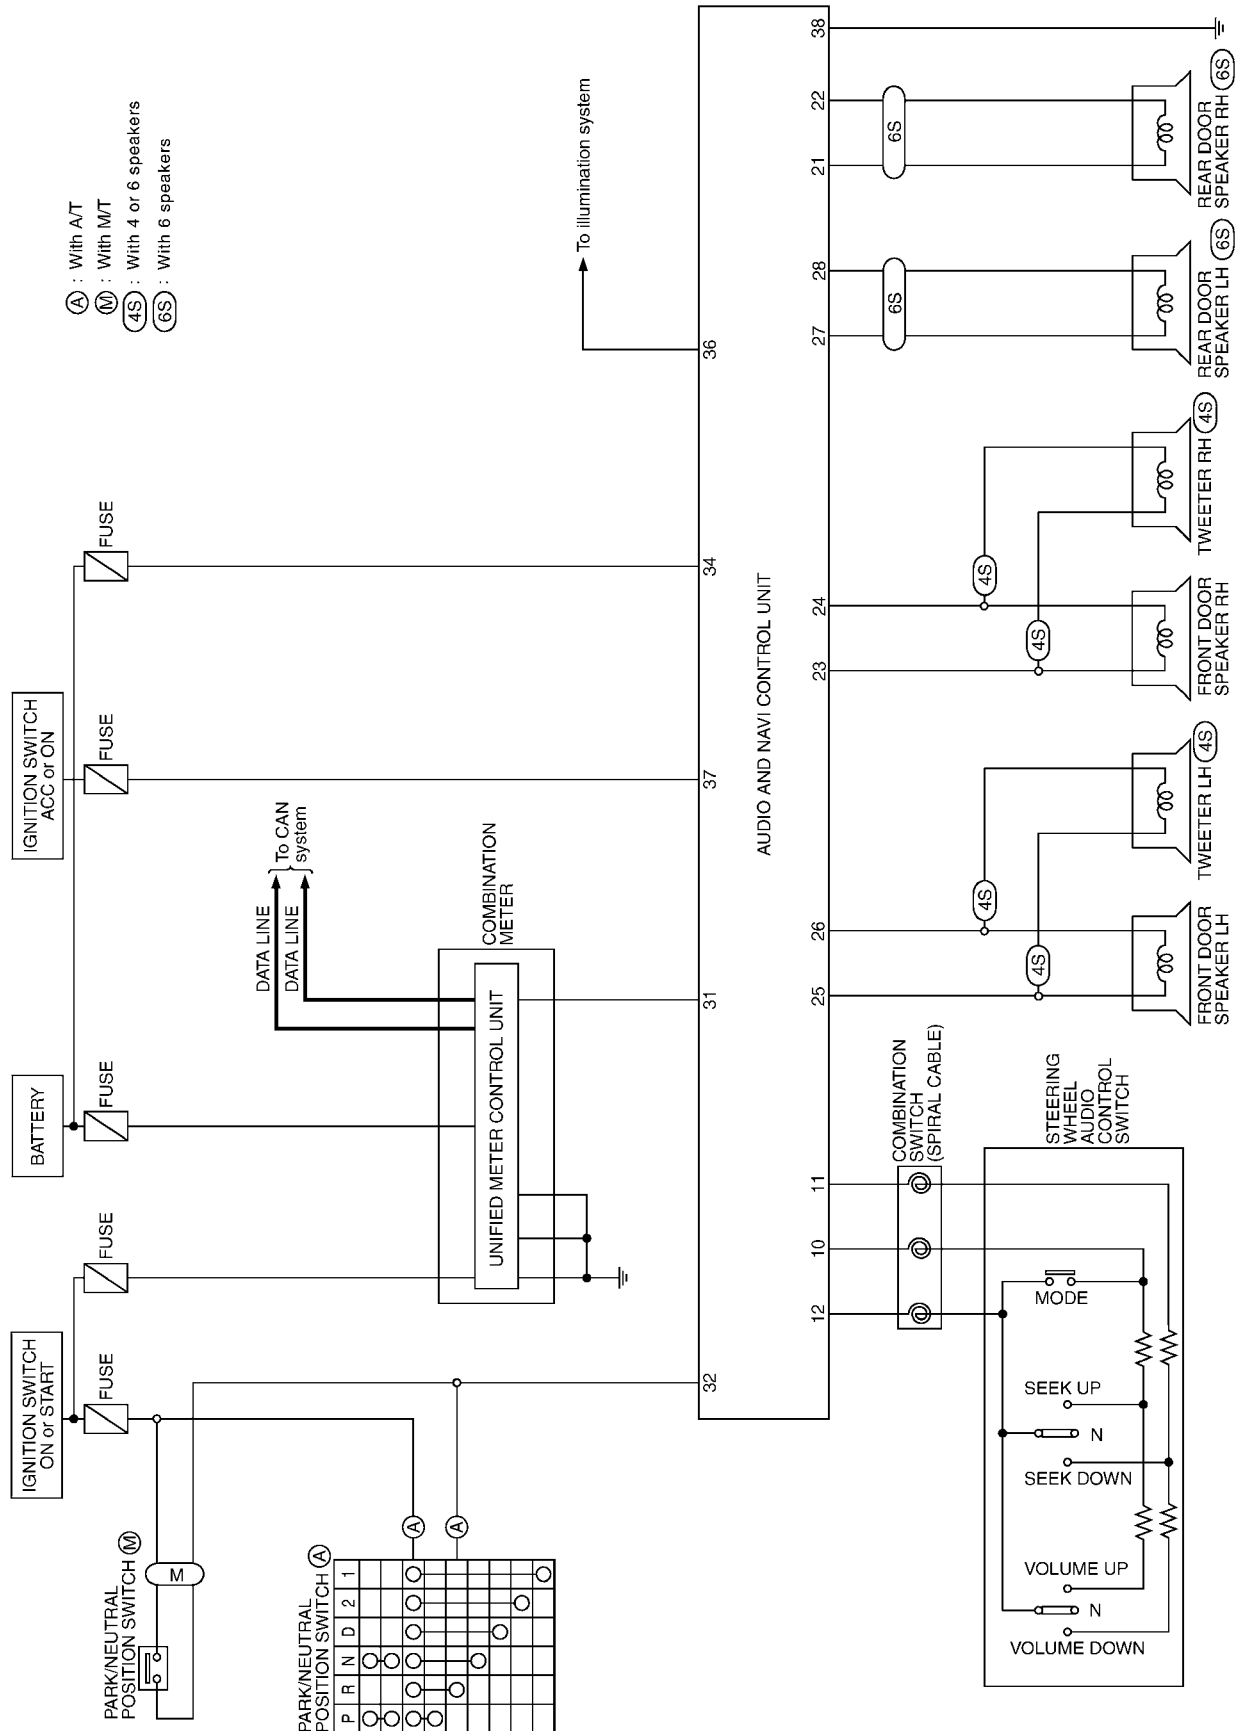 Ⓐ : With A/T
Ⓜ : With M/T
4S : With 4 or 6 speakers
6S : With 6 speakers
IGNITION SWITCH
ON or START
BATTERY
IGNITION SWITCH
ACC or ON
FUSE
FUSE
FUSE
FUSE
FUSE
PARK/NEUTRAL
POSITION SWITCH Ⓜ
M
PARK/NEUTRAL
POSITION SWITCH Ⓐ
P R N D 2 1
A
A
DATA LINE
DATA LINE
To CAN
system
COMBINATION
METER
UNIFIED METER CONTROL UNIT
To illumination system
32
31
37
34
36
AUDIO AND NAVI CONTROL UNIT
12
10
11
25
26
23
24
27
28
21
22
38
COMBINATION
SWITCH
(SPIRAL CABLE)
4S
4S
4S
4S
6S
6S
STEERING
WHEEL
AUDIO
CONTROL
SWITCH
MODE
SEEK UP
N
SEEK DOWN
VOLUME UP
N
VOLUME DOWN
FRONT DOOR
SPEAKER LH
TWEETER LH 4S
FRONT DOOR
SPEAKER RH
TWEETER RH 4S
REAR DOOR
SPEAKER LH 6S
REAR DOOR
SPEAKER RH 6S